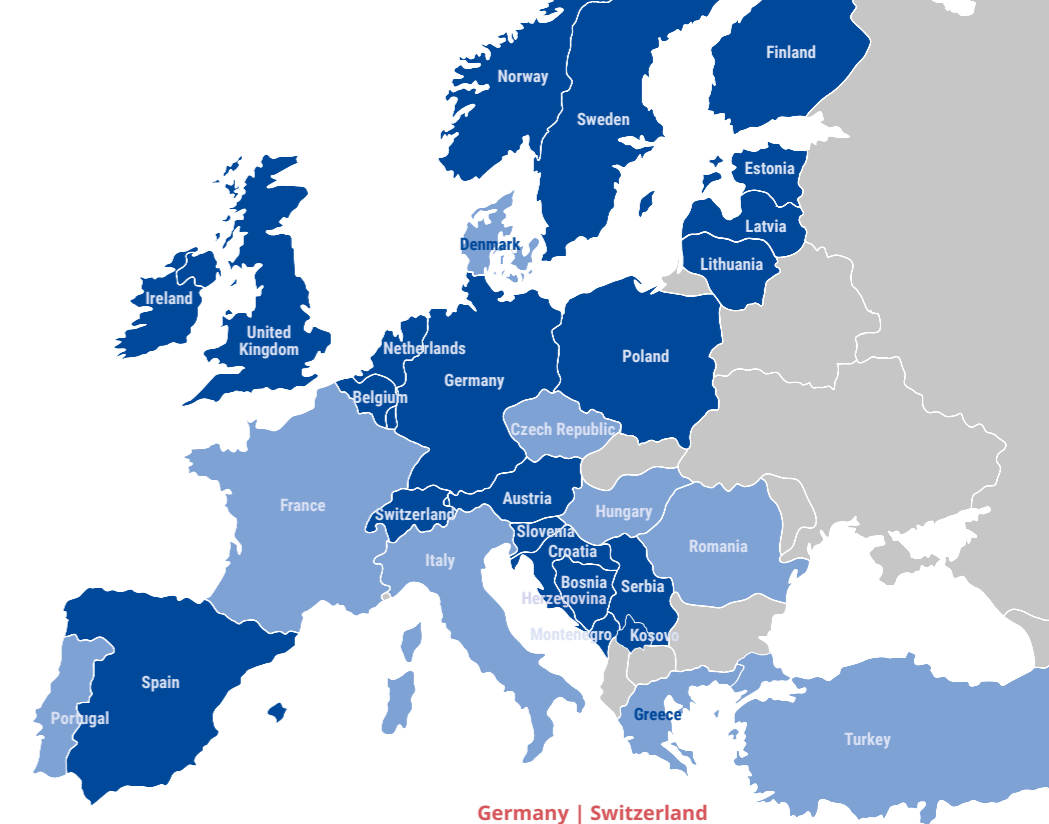 Norway
Finland
Sweden
Estonia
Latvia
Denmark
Lithuania
Ireland
United
Kingdom
Netherlands
Poland
Germany
Belgium
Czech Republic
Austria
France
Switzerland
Hungary
Slovenia
Romania
Croatia
Italy
Bosnia
Serbia
Herzegovina
Montenegro
Kosovo
Spain
Portugal
Greece
Turkey
Germany | Switzerland